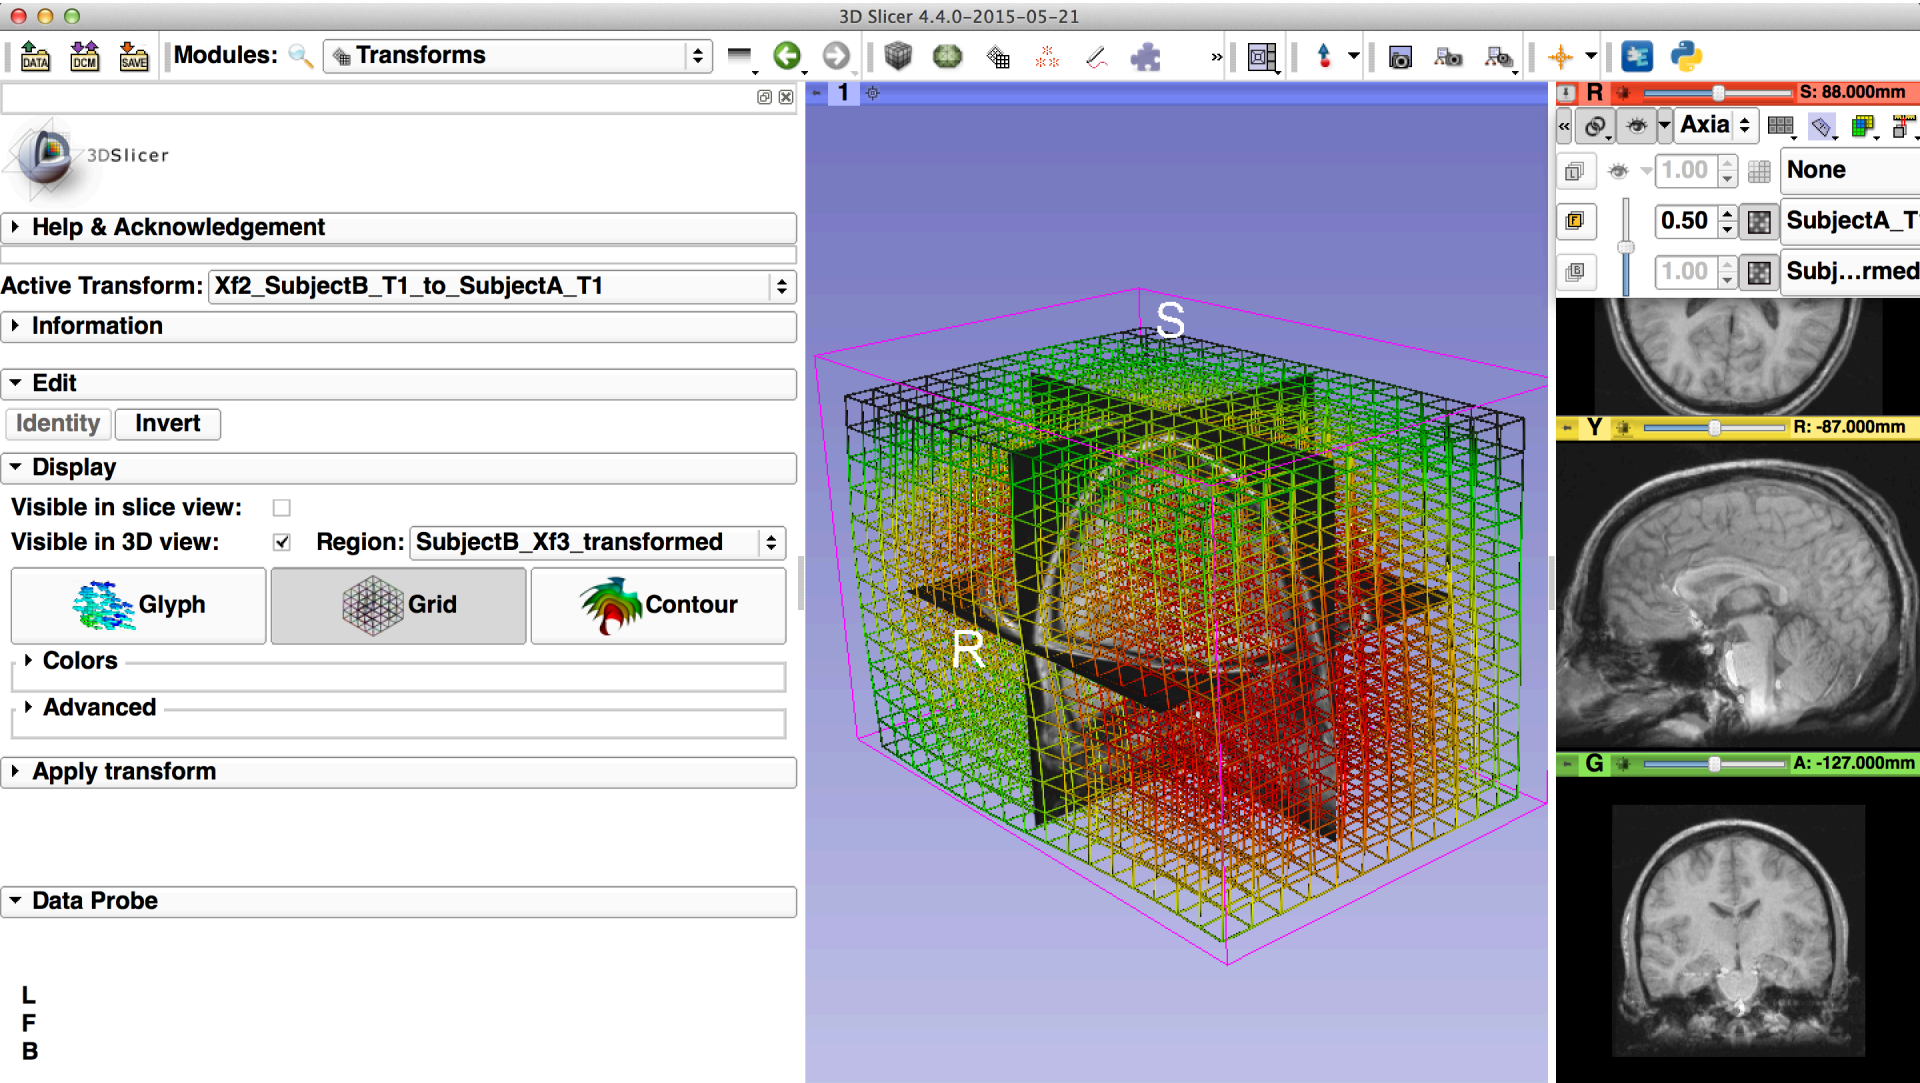 3D Slicer 4.4.0-2015-05-21
DATA DCM SAVE Modules: Transforms
3DSlicer
Help & Acknowledgement
Active Transform: Xf2_SubjectB_T1_to_SubjectA_T1
Information
Edit
Identity Invert
Display
Visible in slice view:
Visible in 3D view: Region: SubjectB_Xf3_transformed
Glyph Grid Contour
Colors
Advanced
Apply transform
Data Probe
L
F
B
1
S
R
R S: 88.000mm
« Axia
L 1.00 None
F 0.50 SubjectA_T
B 1.00 Subj...rmed
Y R: -87.000mm
G A: -127.000mm